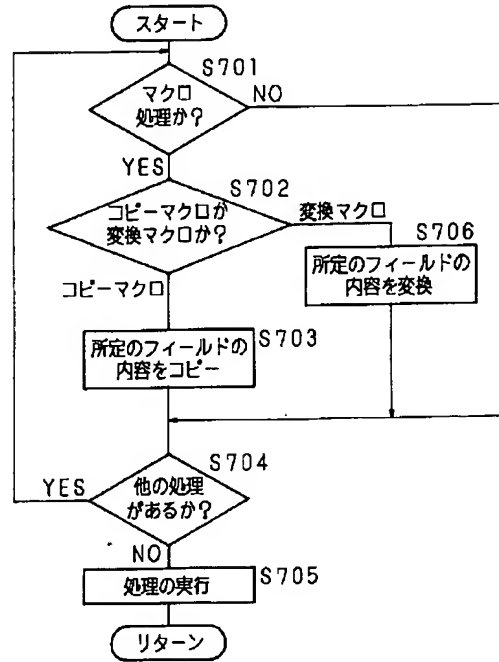 スタート
S701
マクロ
処理か?
NO
YES
S702
コピーマクロか
変換マクロか?
変換マクロ
S706
所定のフィールドの
内容を変換
コピーマクロ
S703
所定のフィールドの
内容をコピー
S704
他の処理
があるか?
YES
NO
S705
処理の実行
リターン